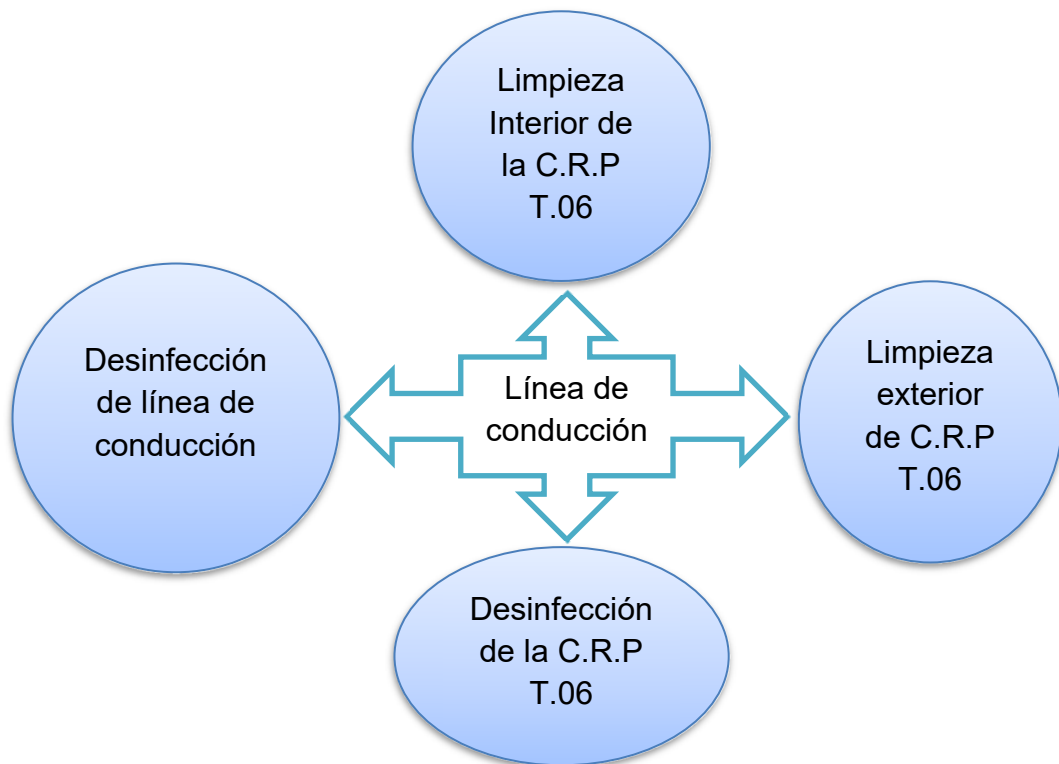 Limpieza
Interior de
la C.R.P
T.06
Desinfección
de línea de
conducción
Línea de
conducción
Limpieza
exterior
de C.R.P
T.06
Desinfección
de la C.R.P
T.06